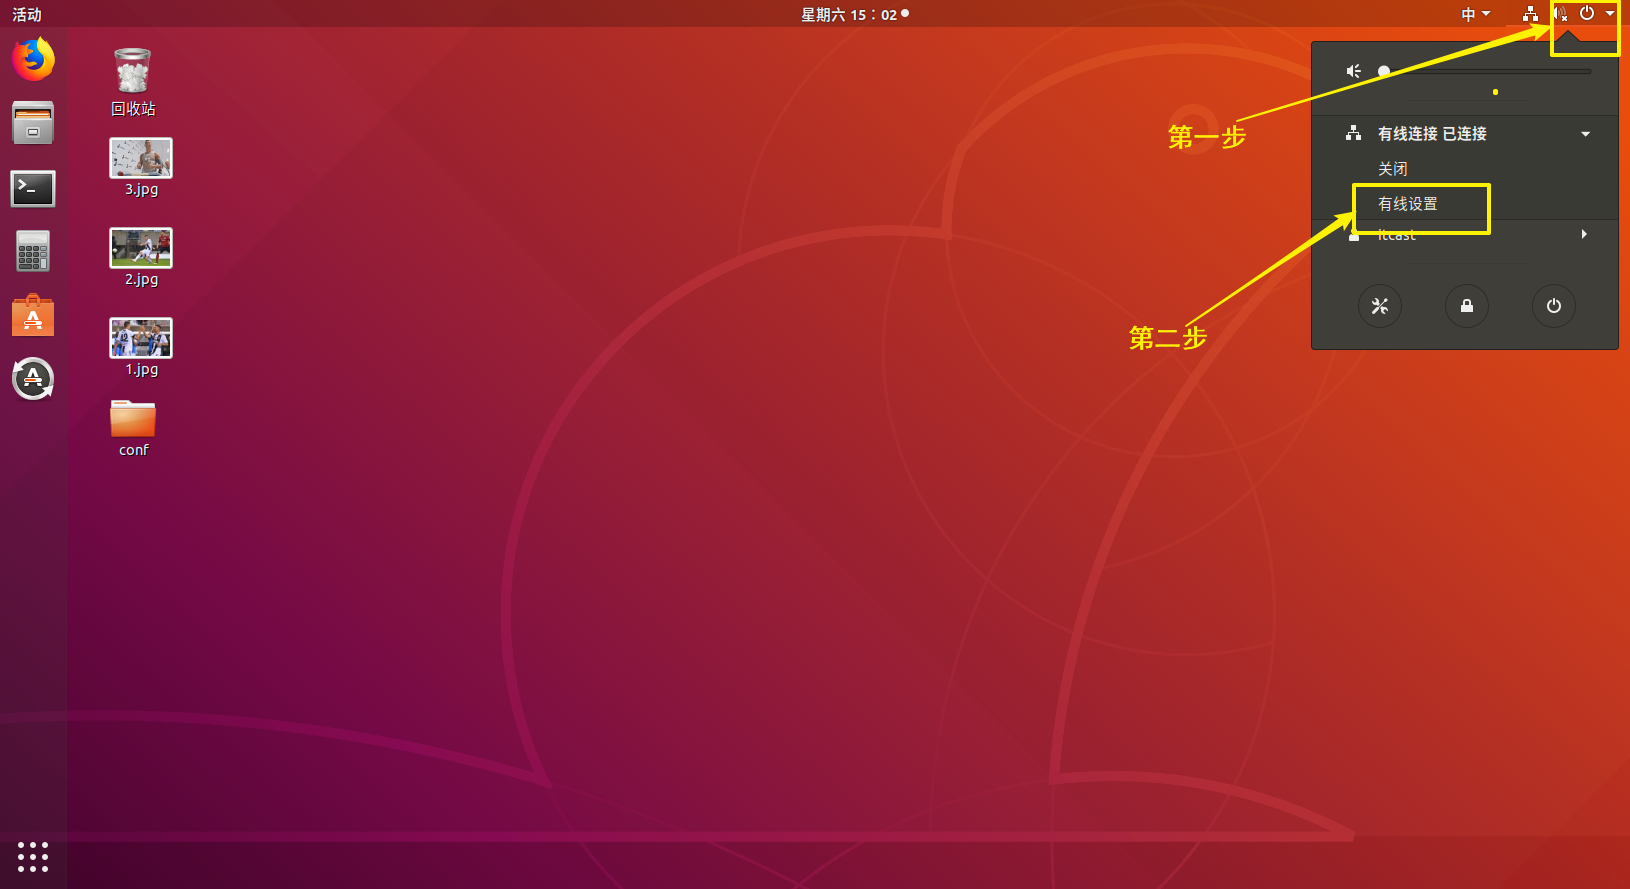 活动
星期六 15：02
中
回收站
3.jpg
2.jpg
1.jpg
conf
第一步
有线连接 已连接
关闭
有线设置
itcast
第二步